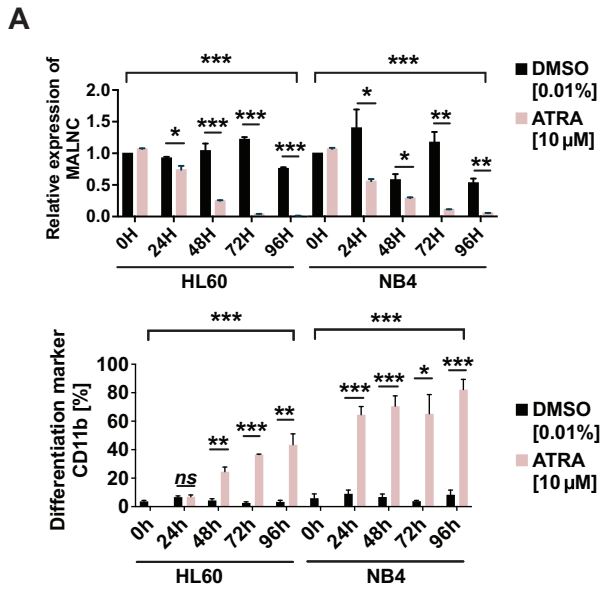 A
*** ***
Relative expression of
MALNC
2.0
1.5
1.0
0.5
0.0
* *** *** *** * * ** **
0H 24H 48H 72H 96H 0H 24H 48H 72H 96H
HL60 NB4
DMSO
[0.01%]
ATRA
[10 µM]
*** ***
Differentiation marker
CD11b [%]
100
80
60
40
20
0
ns ** *** ** *** *** * ***
0h 24h 48h 72h 96h 0h 24h 48h 72h 96h
HL60 NB4
DMSO
[0.01%]
ATRA
[10 µM]